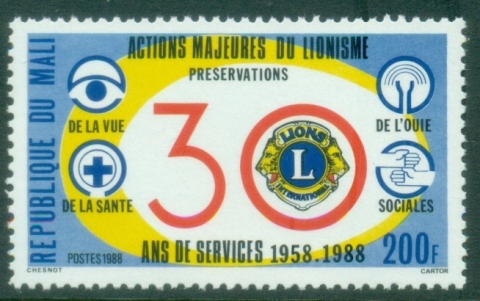 ACTIONS MAJEURES DU LIONISME
PRESERVATIONS
REPUBLIQUE DU MALI
DE LA VUE
DE L'OUIE
30
LIONS
L
INTERNATIONAL
DE LA SANTE
SOCIALES
ANS DE SERVICES 1958.1988
200F
POSTES 1988
CHESNOT
CARTOR